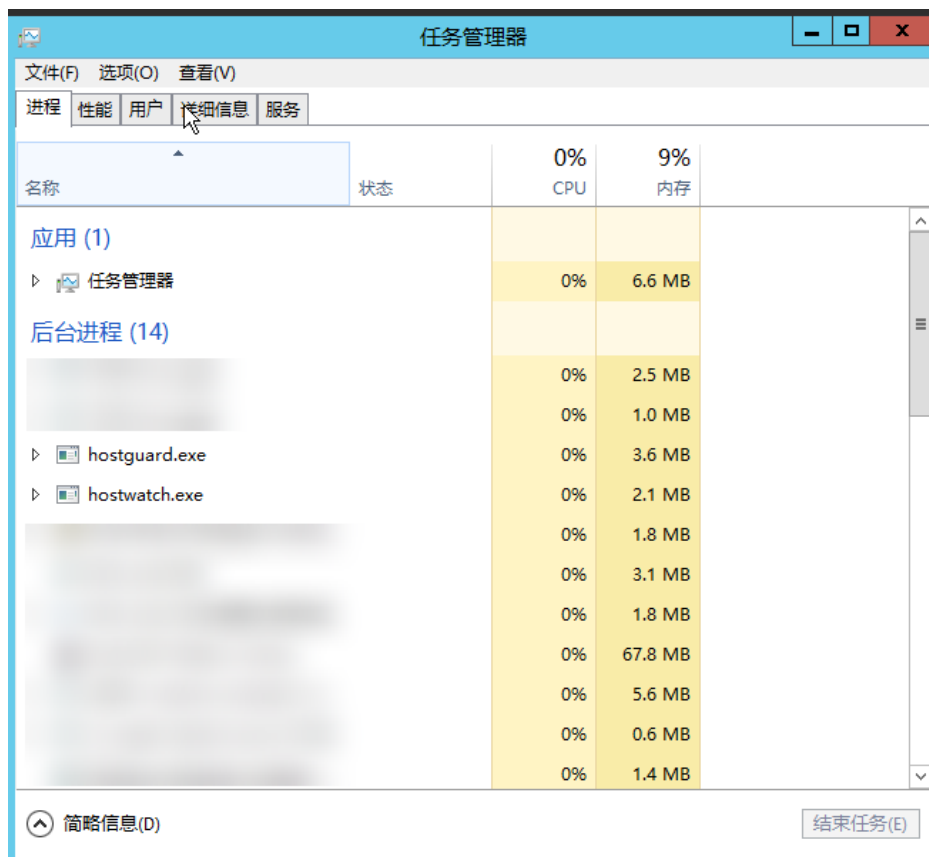 任务管理器
文件(F) 选项(O) 查看(V)
进程 性能 用户 详细信息 服务
0% 9%
名称 状态 CPU 内存
应用 (1)
任务管理器 0% 6.6 MB
后台进程 (14)
0% 2.5 MB
0% 1.0 MB
hostguard.exe 0% 3.6 MB
hostwatch.exe 0% 2.1 MB
0% 1.8 MB
0% 3.1 MB
0% 1.8 MB
0% 67.8 MB
0% 5.6 MB
0% 0.6 MB
0% 1.4 MB
简略信息(D) 结束任务(E)